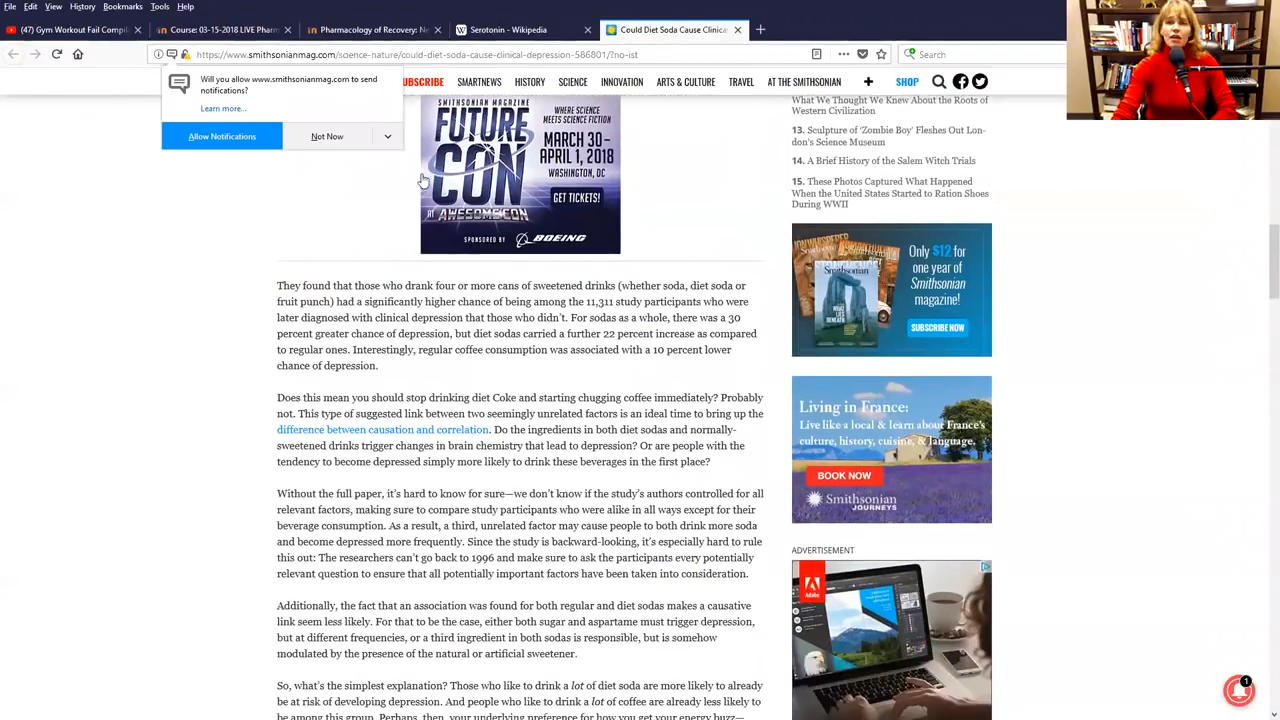 File Edit View History Bookmarks Tools Help
(47) Gym Workout Fail Compil
Course: 03-15-2018 LIVE Pharm
Pharmacology of Recovery: Ne
Serotonin - Wikipedia
Could Diet Soda Cause Clinica
https://www.smithsonianmag.com/science-nature/could-diet-soda-cause-clinical-depression-586801/?no-ist
Search
Will you allow www.smithsonianmag.com to send
notifications?
Learn more...
Allow Notifications
Not Now
UBSCRIBE SMARTNEWS HISTORY SCIENCE INNOVATION ARTS & CULTURE TRAVEL AT THE SMITHSONIAN SHOP
SMITHSONIAN MAGAZINE
FUTURE
CON
AT AWESOME CON
WHERE SCIENCE
MEETS SCIENCE FICTION
MARCH 30-
APRIL 1, 2018
WASHINGTON, DC
GET TICKETS!
SPONSORED BY BOEING
They found that those who drank four or more cans of sweetened drinks (whether soda, diet soda or
fruit punch) had a significantly higher chance of being among the 11,311 study participants who were
later diagnosed with clinical depression that those who didn't. For sodas as a whole, there was a 30
percent greater chance of depression, but diet sodas carried a further 22 percent increase as compared
to regular ones. Interestingly, regular coffee consumption was associated with a 10 percent lower
chance of depression.
Does this mean you should stop drinking diet Coke and starting chugging coffee immediately? Probably
not. This type of suggested link between two seemingly unrelated factors is an ideal time to bring up the
difference between causation and correlation. Do the ingredients in both diet sodas and normally-
sweetened drinks trigger changes in brain chemistry that lead to depression? Or are people with the
tendency to become depressed simply more likely to drink these beverages in the first place?
Without the full paper, it's hard to know for sure—we don't know if the study's authors controlled for all
relevant factors, making sure to compare study participants who were alike in all ways except for their
beverage consumption. As a result, a third, unrelated factor may cause people to both drink more soda
and become depressed more frequently. Since the study is backward-looking, it's especially hard to rule
this out: The researchers can't go back to 1996 and make sure to ask the participants every potentially
relevant question to ensure that all potentially important factors have been taken into consideration.
Additionally, the fact that an association was found for both regular and diet sodas makes a causative
link seem less likely. For that to be the case, either both sugar and aspartame must trigger depression,
but at different frequencies, or a third ingredient in both sodas is responsible, but is somehow
modulated by the presence of the natural or artificial sweetener.
So, what's the simplest explanation? Those who like to drink a lot of diet soda are more likely to already
be at risk of developing depression. And people who like to drink a lot of coffee are already less likely to
be among this group. Perhaps, then, your underlying preference for how you get your energy buzz—
What We Thought We Knew About the Roots of
Western Civilization
13. Sculpture of 'Zombie Boy' Fleshes Out Lon-
don's Science Museum
14. A Brief History of the Salem Witch Trials
15. These Photos Captured What Happened
When the United States Started to Ration Shoes
During WWII
Smithsonian
Only $12 for
one year of
Smithsonian
magazine!
SUBSCRIBE NOW
Living in France:
Live like a local & learn about France's
culture, history, cuisine, & language.
BOOK NOW
Smithsonian
JOURNEYS
ADVERTISEMENT
Adobe
1